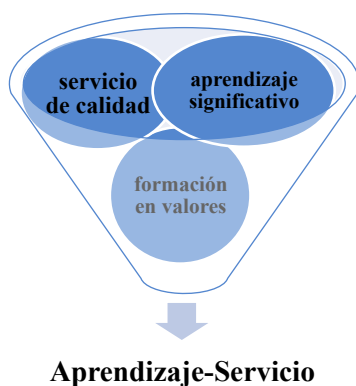 servicio
de calidad
aprendizaje
significativo
formación
en valores
Aprendizaje-Servicio